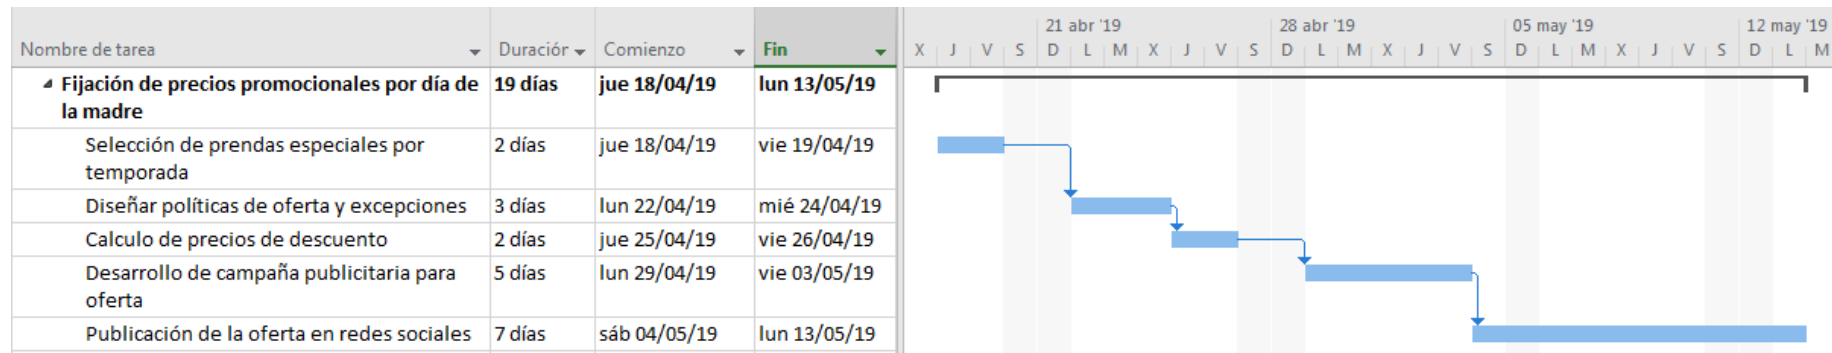 21 abr '19 28 abr '19 05 may '19 12 may '19
Nombre de tarea Duración Comienzo Fin X J V S D L M X J V S D L M X J V S D L M X J V S D L M
Fijación de precios promocionales por día de 19 días jue 18/04/19 lun 13/05/19
la madre
Selección de prendas especiales por 2 días jue 18/04/19 vie 19/04/19
temporada
Diseñar políticas de oferta y excepciones 3 días lun 22/04/19 mié 24/04/19
Calculo de precios de descuento 2 días jue 25/04/19 vie 26/04/19
Desarrollo de campaña publicitaria para 5 días lun 29/04/19 vie 03/05/19
oferta
Publicación de la oferta en redes sociales 7 días sáb 04/05/19 lun 13/05/19